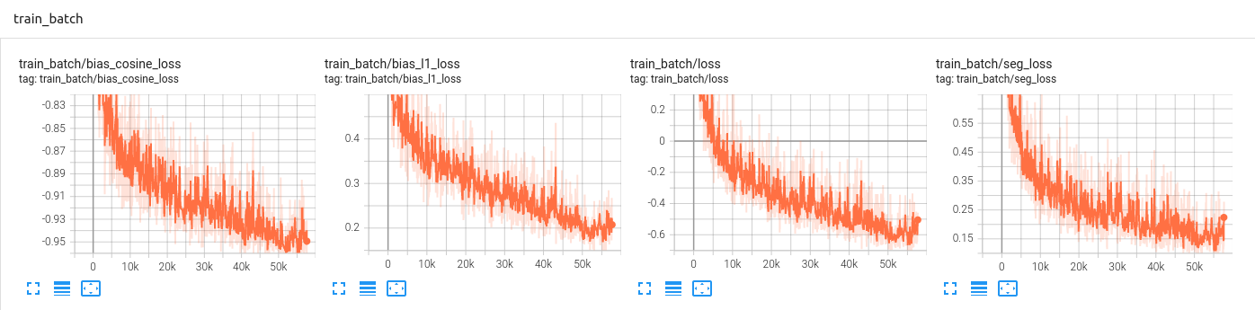 train_batch
train_batch/bias_cosine_loss
tag: train_batch/bias_cosine_loss
-0.83
-0.85
-0.87
-0.89
-0.91
-0.93
-0.95
0 10k 20k 30k 40k 50k
train_batch/bias_l1_loss
tag: train_batch/bias_l1_loss
0.4
0.3
0.2
0 10k 20k 30k 40k 50k
train_batch/loss
tag: train_batch/loss
0.2
0
-0.2
-0.4
-0.6
0 10k 20k 30k 40k 50k
train_batch/seg_loss
tag: train_batch/seg_loss
0.55
0.45
0.35
0.25
0.15
0 10k 20k 30k 40k 50k